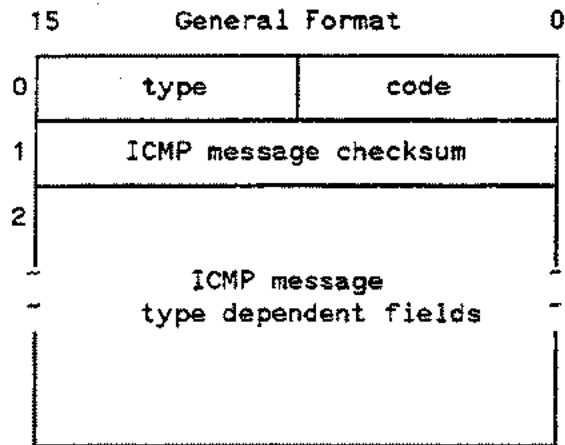 15 General Format 0
0 type code
1 ICMP message checksum
2
ICMP message
type dependent fields